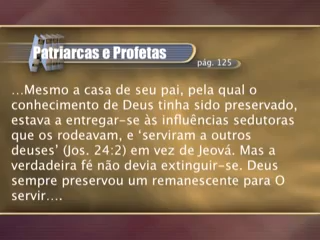 Patriarcas e Profetas
pág. 125
…Mesmo a casa de seu pai, pela qual o
conhecimento de Deus tinha sido preservado,
estava a entregar-se às influências sedutoras
que os rodeavam, e ‘serviram a outros
deuses’ (Jos. 24:2) em vez de Jeová. Mas a
verdadeira fé não devia extinguir-se. Deus
sempre preservou um remanescente para O
servir….